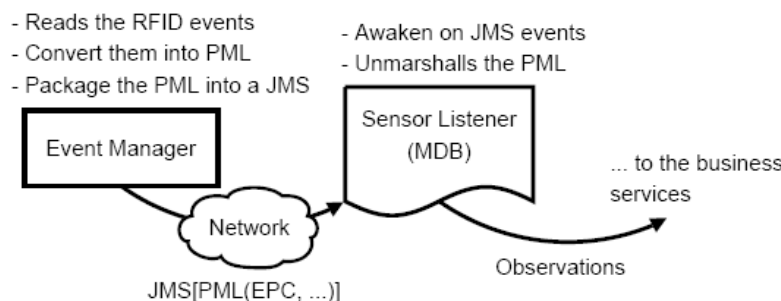 - Reads the RFID events
- Convert them into PML
- Package the PML into a JMS
- Awaken on JMS events
- Unmarshalls the PML
Event Manager
Sensor Listener
(MDB)
... to the business
services
Network
Observations
JMS[PML(EPC, ...)]